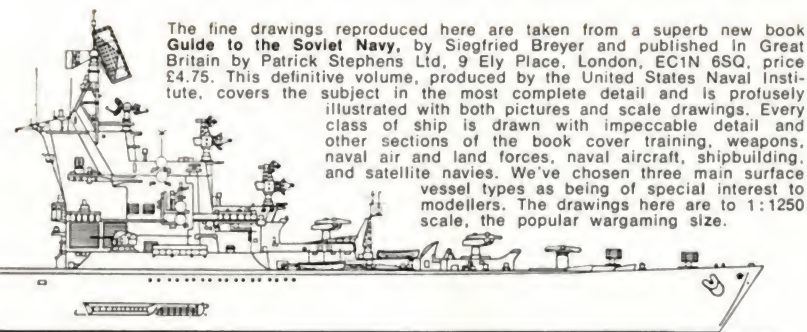 The fine drawings reproduced here are taken from a superb new book
Guide to the Soviet Navy, by Siegfried Breyer and published in Great
Britain by Patrick Stephens Ltd, 9 Ely Place, London, EC1N 6SQ, price
£4.75. This definitive volume, produced by the United States Naval Insti-
tute, covers the subject in the most complete detail and is profusely
illustrated with both pictures and scale drawings. Every
class of ship is drawn with impeccable detail and
other sections of the book cover training, weapons,
naval air and land forces, naval aircraft, shipbuilding,
and satellite navies. We've chosen three main surface
vessel types as being of special interest to
modellers. The drawings here are to 1:1250
scale, the popular wargaming size.